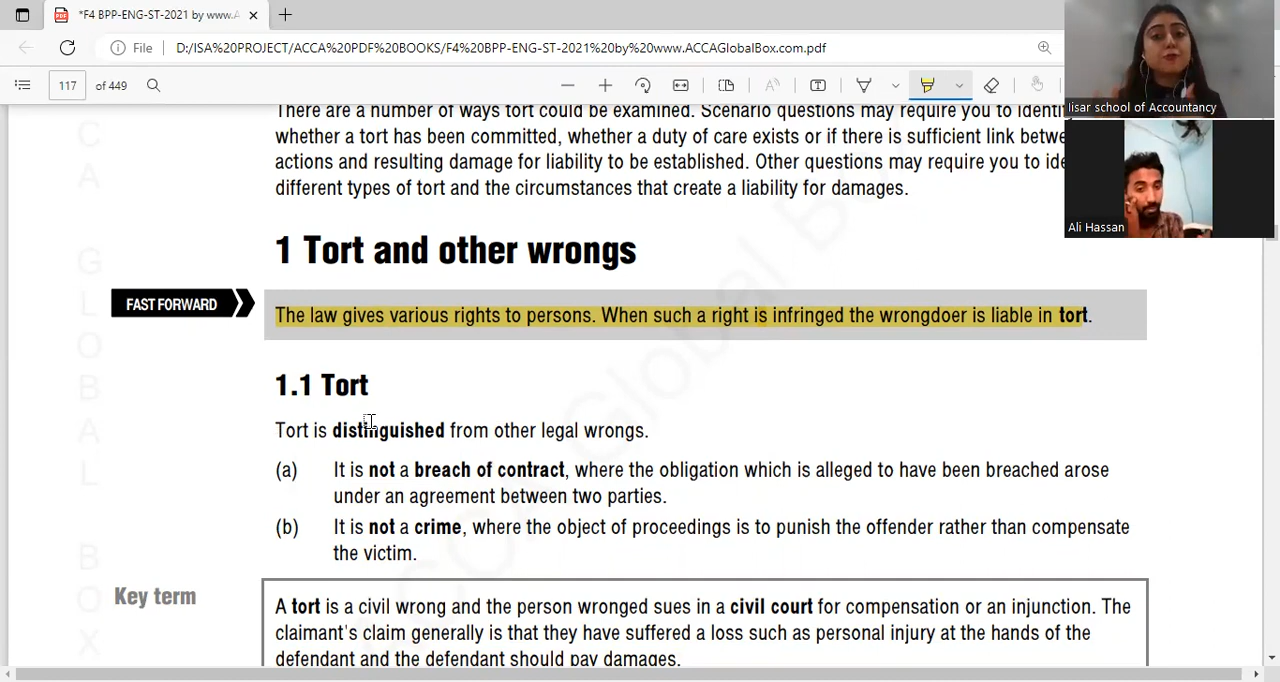 *F4 BPP-ENG-ST-2021 by www.A
File
D:/ISA%20PROJECT/ACCA%20PDF%20BOOKS/F4%20BPP-ENG-ST-2021%20by%20www.ACCAGlobalBox.com.pdf
117 of 449
Iisar school of Accountancy
Ali Hassan
There are a number of ways tort could be examined. Scenario questions may require you to identi
whether a tort has been committed, whether a duty of care exists or if there is sufficient link betwe
actions and resulting damage for liability to be established. Other questions may require you to ide
different types of tort and the circumstances that create a liability for damages.
1 Tort and other wrongs
FAST FORWARD
The law gives various rights to persons. When such a right is infringed the wrongdoer is liable in tort.
1.1 Tort
Tort is distinguished from other legal wrongs.
(a) It is not a breach of contract, where the obligation which is alleged to have been breached arose
under an agreement between two parties.
(b) It is not a crime, where the object of proceedings is to punish the offender rather than compensate
the victim.
Key term
A tort is a civil wrong and the person wronged sues in a civil court for compensation or an injunction. The
claimant's claim generally is that they have suffered a loss such as personal injury at the hands of the
defendant and the defendant should pay damages.
C A G L O B A L B O X